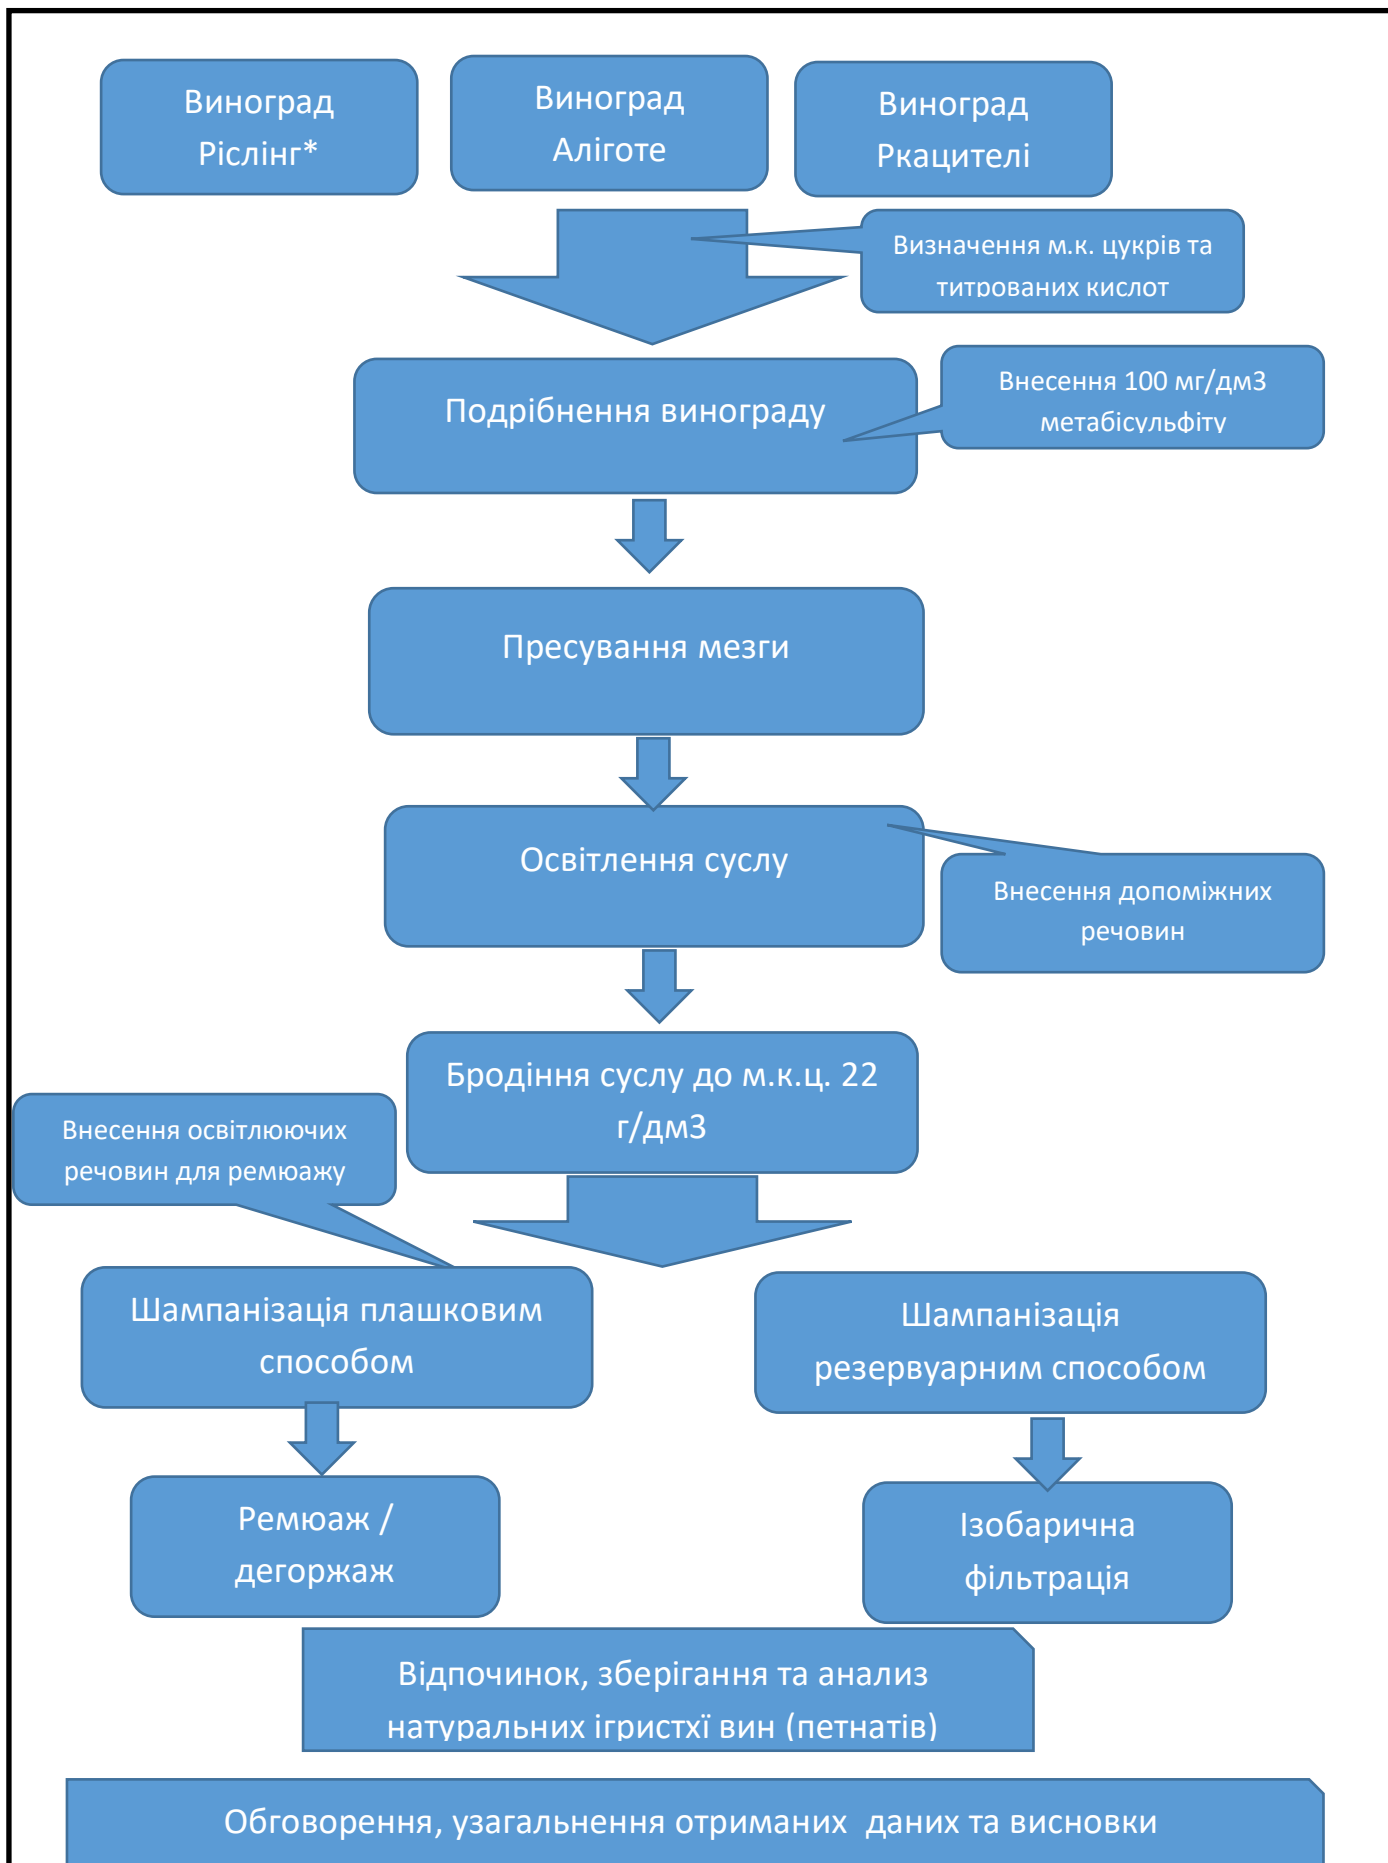 Виноград
Ріслінг*
Виноград
Аліготе
Виноград
Ркацителі
Визначення м.к. цукрів та
титрованих кислот
Подрібнення винограду
Внесення 100 мг/дм3
метабісульфіту
Пресування мезги
Освітлення суслу
Внесення допоміжних
речовин
Бродіння суслу до м.к.ц. 22
г/дм3
Внесення освітлюючих
речовин для ремюажу
Шампанізація плашковим
способом
Шампанізація
резервуарним способом
Ремюаж /
дегоржаж
Ізобарична
фільтрація
Відпочинок, зберігання та анализ
натуральних ігристхї вин (петнатів)
Обговорення, узагальнення отриманих даних та висновки